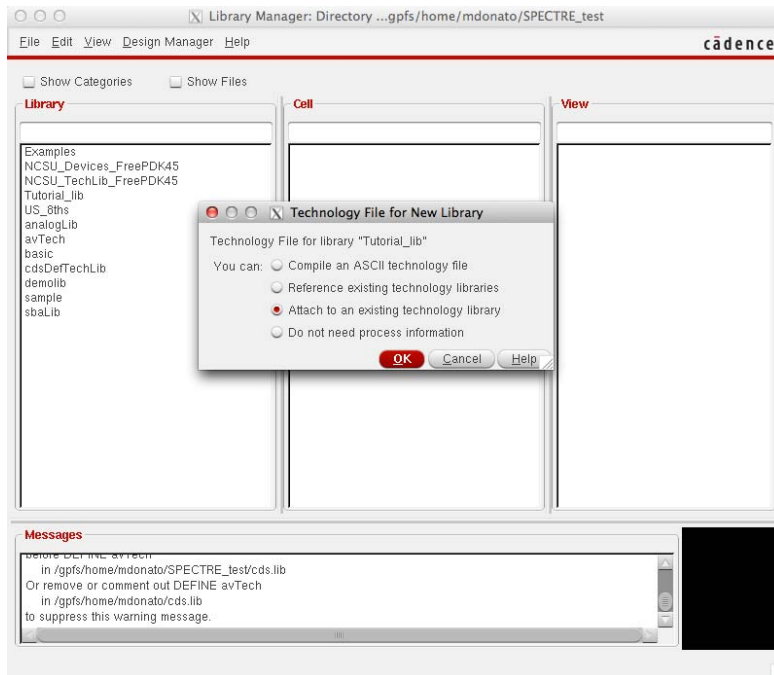 Library Manager: Directory ...gpfs/home/mdonato/SPECTRE_test
File Edit View Design Manager Help
cādence
Show Categories Show Files
Library
Cell
View
Examples
NCSU_Devices_FreePDK45
NCSU_TechLib_FreePDK45
Tutorial_lib
US_8ths
analogLib
avTech
basic
cdsDefTechLib
demolib
sample
sbaLib
Technology File for New Library
Technology File for library "Tutorial_lib"
You can: Compile an ASCII technology file
Reference existing technology libraries
Attach to an existing technology library
Do not need process information
OK Cancel Help
Messages
before DEFINE avTech
in /gpfs/home/mdonato/SPECTRE_test/cds.lib
Or remove or comment out DEFINE avTech
in /gpfs/home/mdonato/cds.lib
to suppress this warning message.